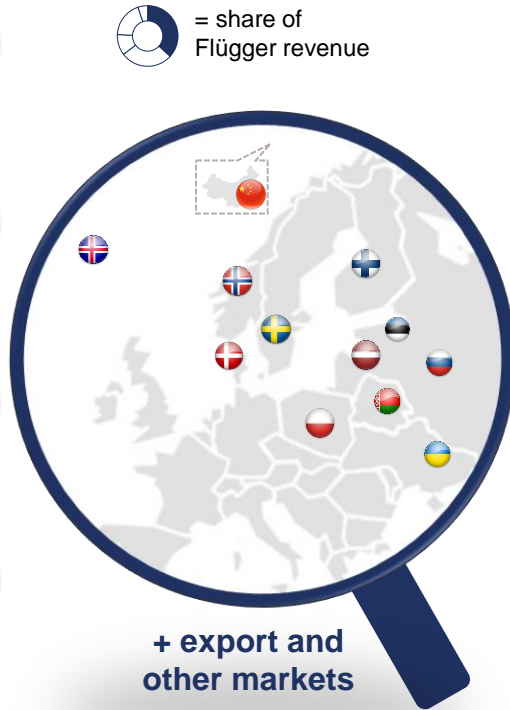 = share of
Flügger revenue
+ export and
other markets